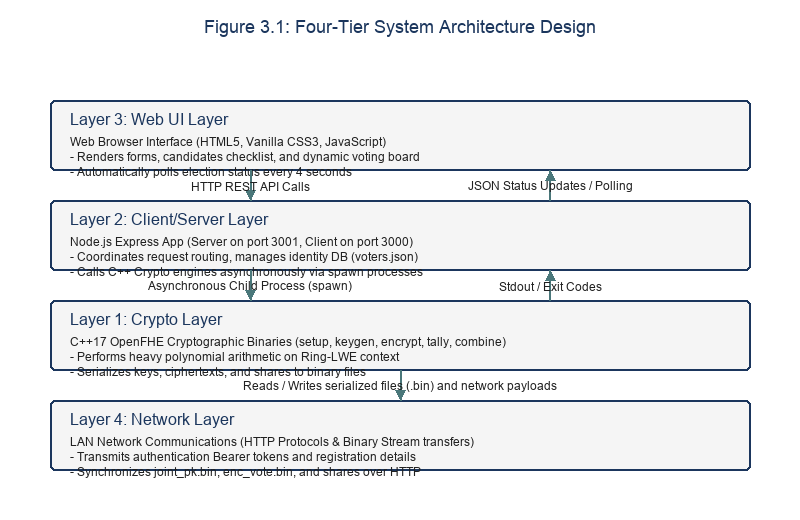 Figure 3.1: Four-Tier System Architecture Design
Layer 3: Web UI Layer
Web Browser Interface (HTML5, Vanilla CSS3, JavaScript)
- Renders forms, candidates checklist, and dynamic voting board
- Automatically polls election status every 4 seconds
HTTP REST API Calls
JSON Status Updates / Polling
Layer 2: Client/Server Layer
Node.js Express App (Server on port 3001, Client on port 3000)
- Coordinates request routing, manages identity DB (voters.json)
- Calls C++ Crypto engines asynchronously via spawn processes
Asynchronous Child Process (spawn)
Stdout / Exit Codes
Layer 1: Crypto Layer
C++17 OpenFHE Cryptographic Binaries (setup, keygen, encrypt, tally, combine)
- Performs heavy polynomial arithmetic on Ring-LWE context
- Serializes keys, ciphertexts, and shares to binary files
Reads / Writes serialized files (.bin) and network payloads
Layer 4: Network Layer
LAN Network Communications (HTTP Protocols & Binary Stream transfers)
- Transmits authentication Bearer tokens and registration details
- Synchronizes joint_pk.bin, enc_vote.bin, and shares over HTTP